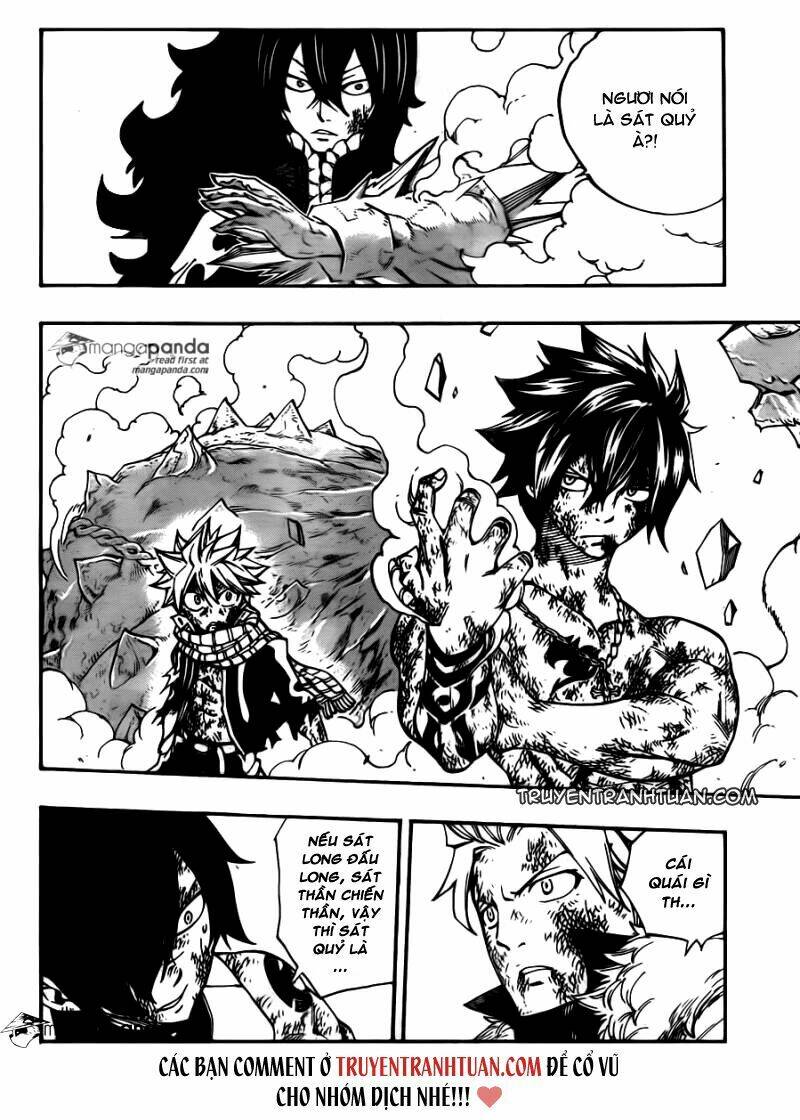 NGƯƠI NÓI
LÀ SÁT QUỶ
À?!
mangapanda
read first at
mangapanda.com
TRUYENTRANHTUAN.COM
NẾU SÁT
LONG ĐẤU
LONG, SÁT
THẦN CHIẾN
THẦN, VẬY
THÌ SÁT
QUỶ LÀ
...
CÁI
QUÁI GÌ
TH...
CÁC BẠN COMMENT Ở TRUYENTRANHTUAN.COM ĐỂ CỔ VŨ
CHO NHÓM DỊCH NHÉ!!!